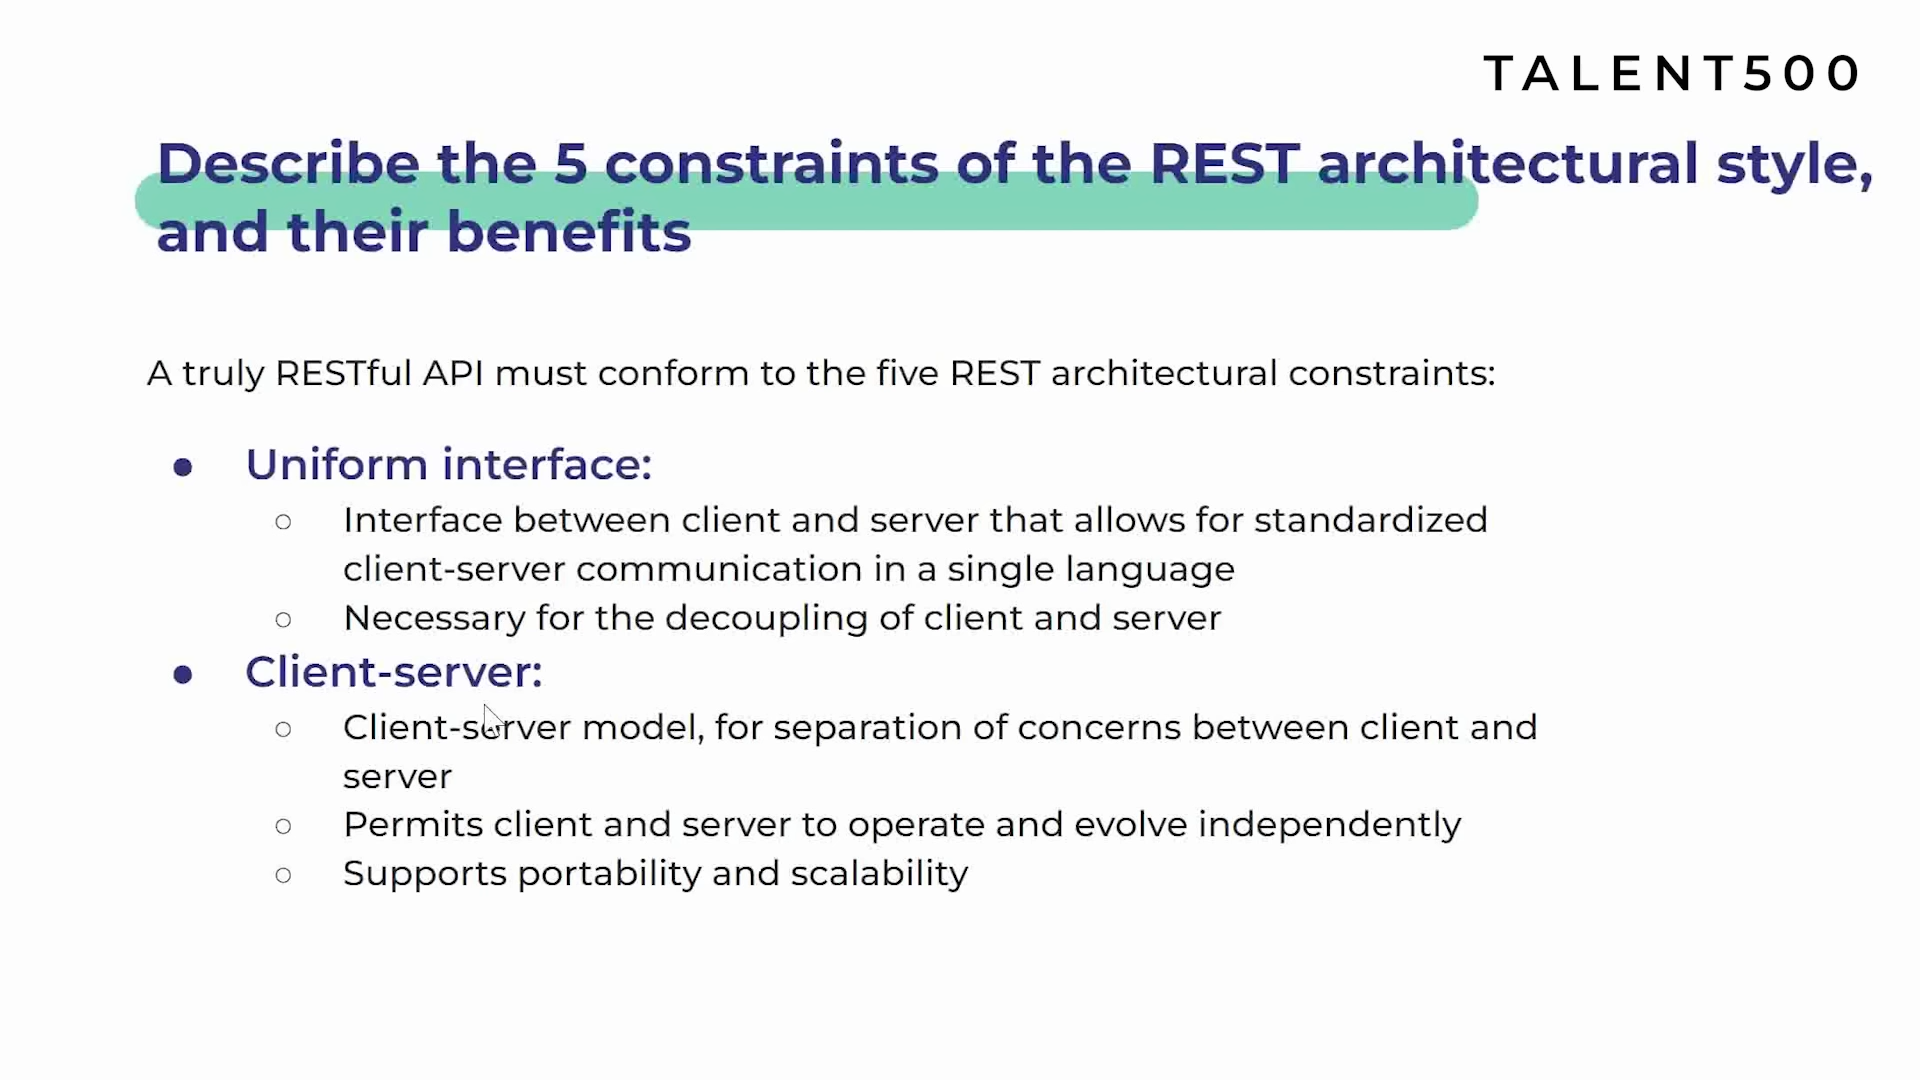 TALENT500
Describe the 5 constraints of the REST architectural style,
and their benefits
A truly RESTful API must conform to the five REST architectural constraints:
● Uniform interface:
○ Interface between client and server that allows for standardized
client-server communication in a single language
○ Necessary for the decoupling of client and server
● Client-server:
○ Client-server model, for separation of concerns between client and
server
○ Permits client and server to operate and evolve independently
○ Supports portability and scalability